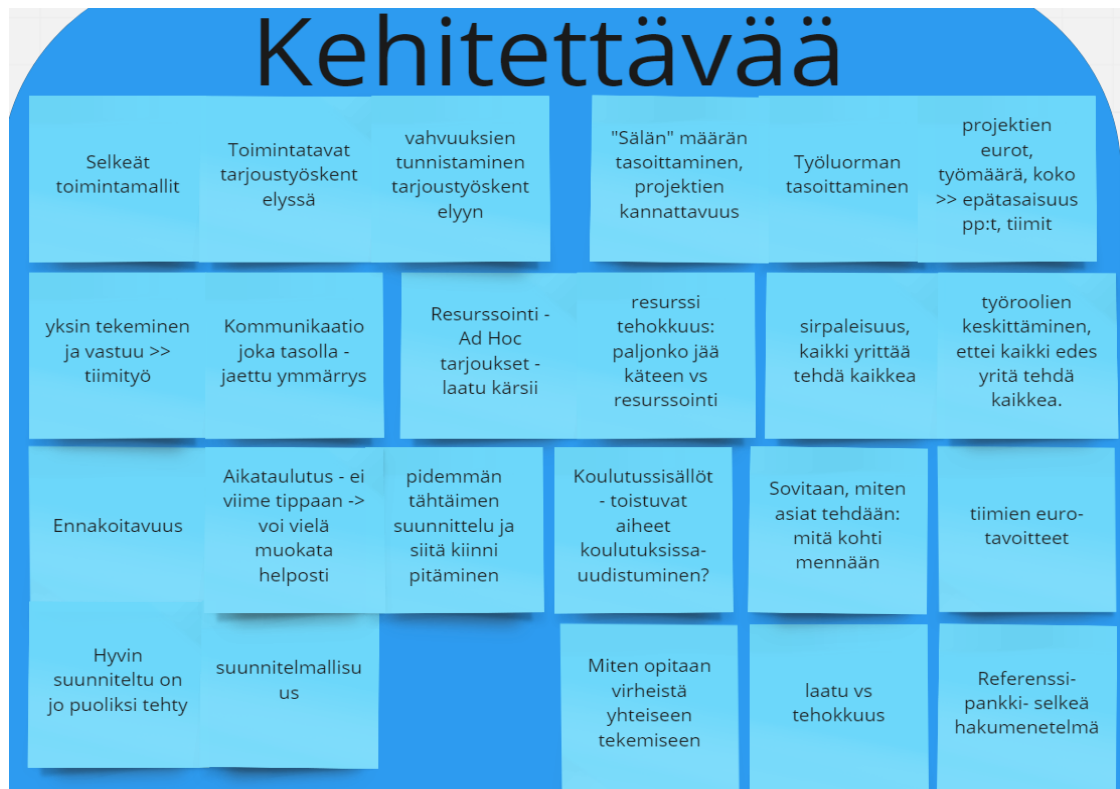 Kehitettävää
Selkeät
toimintamallit
Toimintatavat
tarjoustyöskent
elyssä
vahvuuksien
tunnistaminen
tarjoustyöskent
elyyn
"Sälän" määrän
tasoittaminen,
projektien
kannattavuus
Työluorman
tasoittaminen
projektien
eurot,
työmäärä, koko
>> epätasaisuus
pp:t, tiimit
yksin tekeminen
ja vastuu >>
tiimityö
Kommunikaatio
joka tasolla -
jaettu ymmärrys
Resurssointi -
Ad Hoc
tarjoukset -
laatu kärsii
resurssi
tehokkuus:
paljonko jää
käteen vs
resurssointi
sirpaleisuus,
kaikki yrittää
tehdä kaikkea
työroolien
keskittäminen,
ettei kaikki edes
yritä tehdä
kaikkea.
Ennakoitavuus
Aikataulutus - ei
viime tippaan ->
voi vielä
muokata
helposti
pidemmän
tähtäimen
suunnittelu ja
siitä kiinni
pitäminen
Koulutussisällöt
- toistuvat
aiheet
koulutuksissa-
uudistuminen?
Sovitaan, miten
asiat tehdään:
mitä kohti
mennään
tiimien euro-
tavoitteet
Hyvin
suunniteltu on
jo puoliksi tehty
suunnitelmallisu
us
Miten opitaan
virheistä
yhteiseen
tekemiseen
laatu vs
tehokkuus
Referenssi-
pankki- selkeä
hakumenetelmä